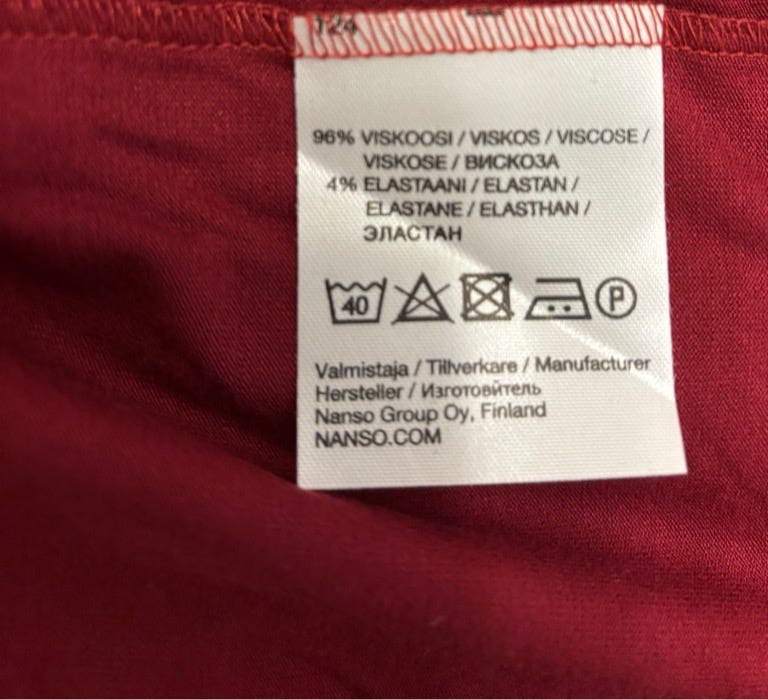 124
96% VISKOOSI / VISKOS / VISCOSE /
VISKOSE / ВИСКОЗА
4% ELASTAANI / ELASTAN /
ELASTANE / ELASTHAN /
ЭЛАСТАН
40 P
Valmistaja / Tillverkare / Manufacturer
Hersteller / Изготовитель
Nanso Group Oy, Finland
NANSO.COM